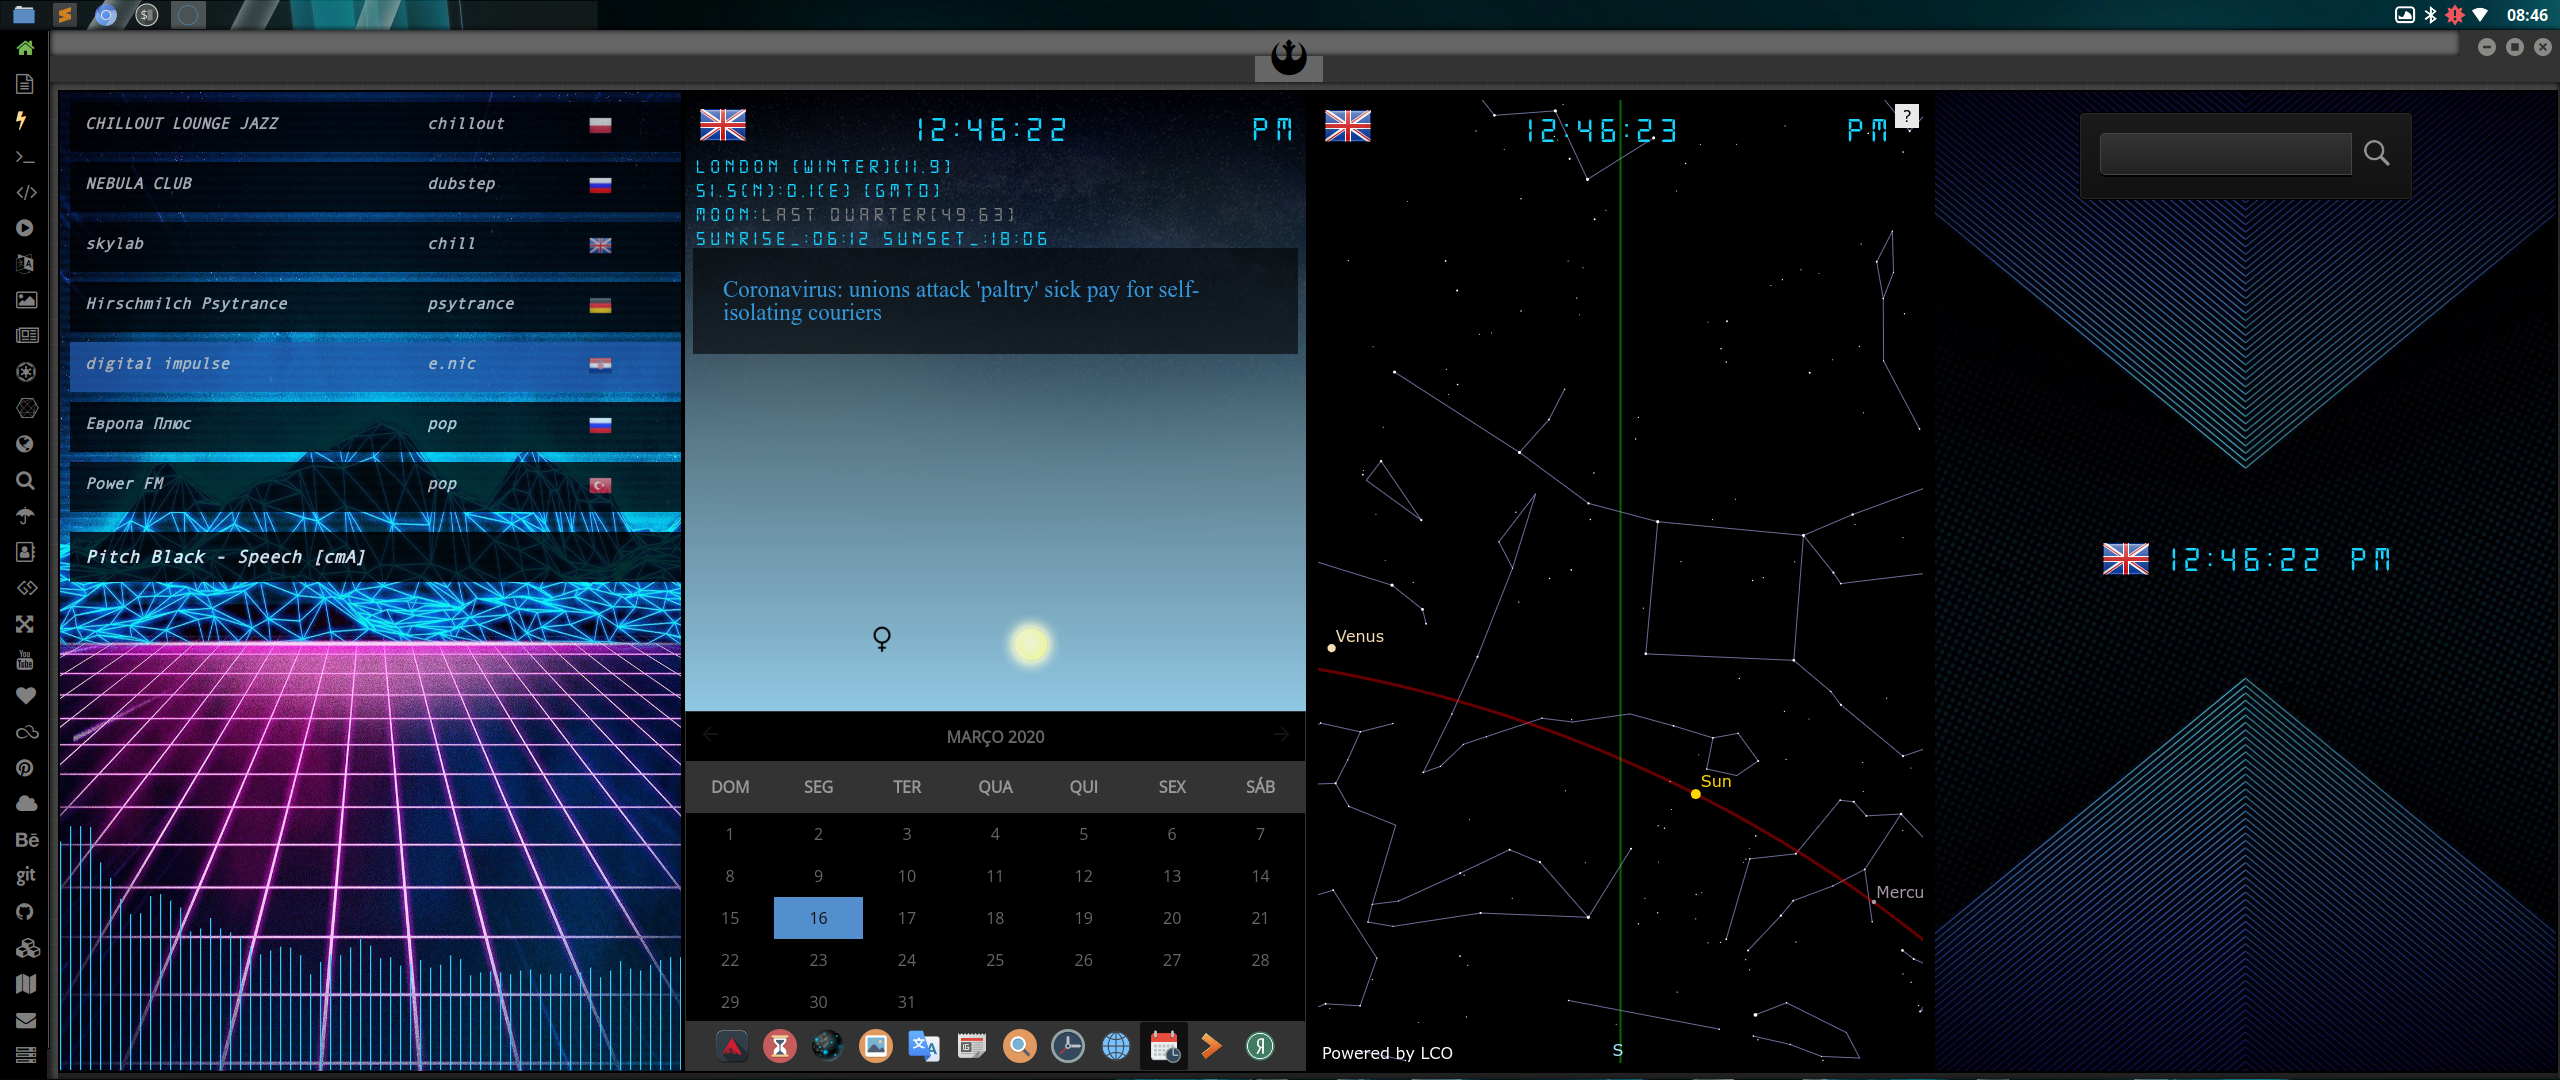 08:46
CHILLOUT LOUNGE JAZZ chillout
NEBULA CLUB dubstep
skylab chill
Hirschmilch Psytrance psytrance
digital impulse e.nic
Европа Плюс pop
Power FM pop
Pitch Black - Speech [cmA]
You Tube
Bē
git
12:46:22 PM
LONDON [WINTER][11.9]
51.5(N):0.1(E) [GMT0]
MOON:LAST QUARTER[49.63]
SUNRISE_:06:12 SUNSET_:18:06
Coronavirus: unions attack 'paltry' sick pay for self-
isolating couriers
♀
MARÇO 2020
DOM SEG TER QUA QUI SEX SÁB
1 2 3 4 5 6 7
8 9 10 11 12 13 14
15 16 17 18 19 20 21
22 23 24 25 26 27 28
29 30 31
12:46:23 PM ?
Venus
Sun
Mercu
Powered by LCO S
12:46:22 PM